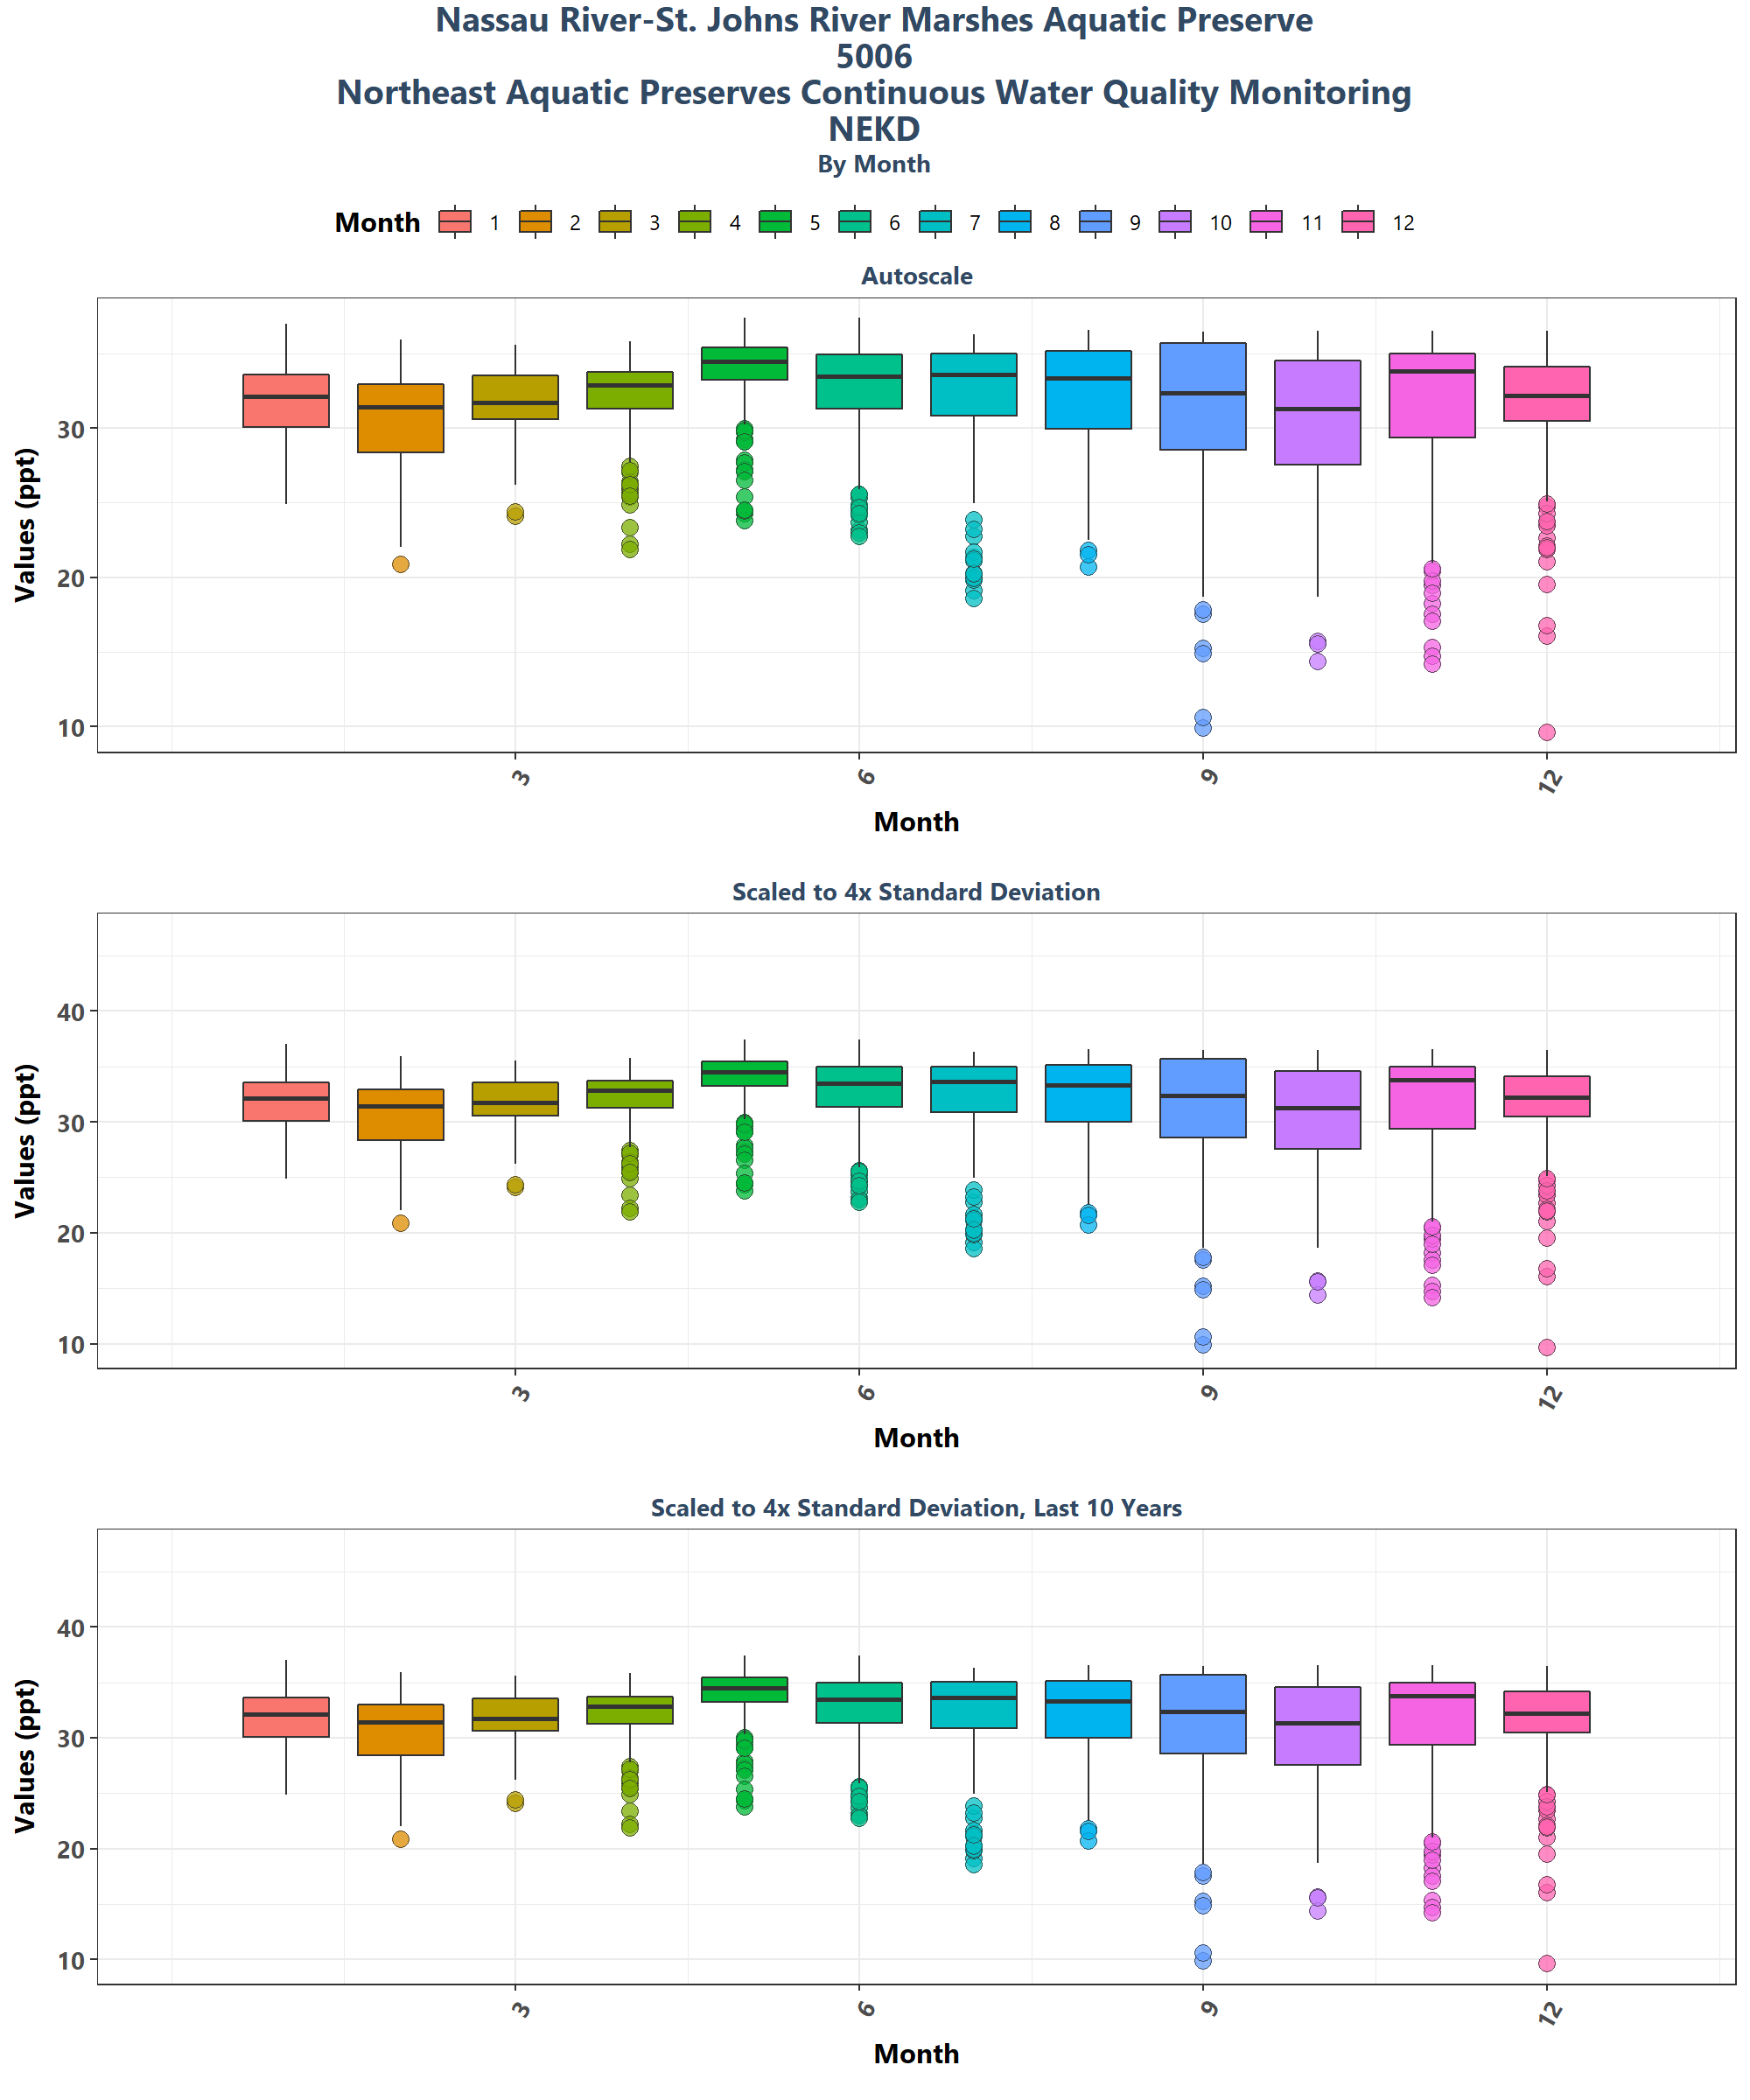 Nassau River-St. Johns River Marshes Aquatic Preserve
5006
Northeast Aquatic Preserves Continuous Water Quality Monitoring
NEKD
By Month
Month 1 2 3 4 5 6 7 8 9 10 11 12
Autoscale
Values (ppt)
30
20
10
3 6 9 12
Month
Scaled to 4x Standard Deviation
Values (ppt)
40
30
20
10
3 6 9 12
Month
Scaled to 4x Standard Deviation, Last 10 Years
Values (ppt)
40
30
20
10
3 6 9 12
Month